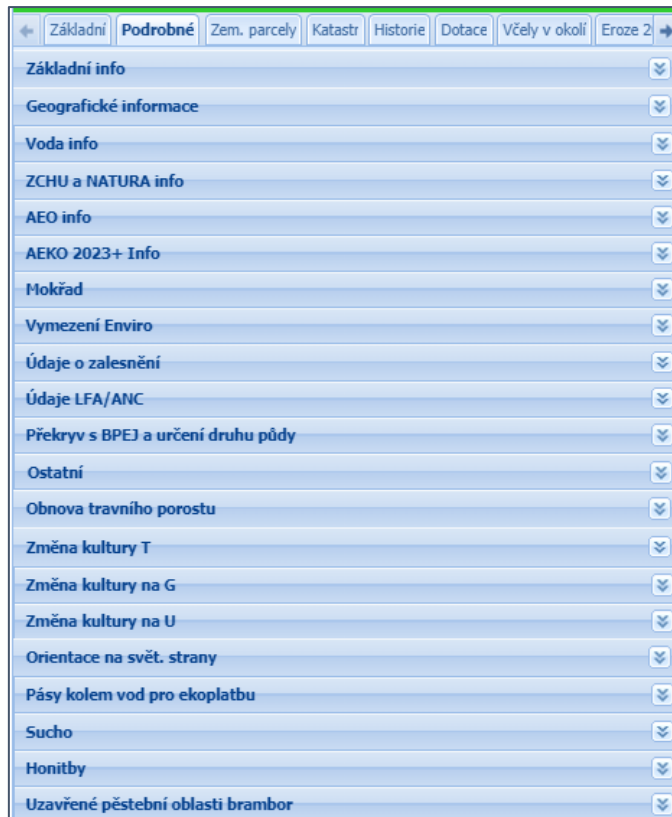 Základní Podrobné Zem. parcely Katastr Historie Dotace Včely v okolí Eroze 2
Základní info
Geografické informace
Voda info
ZCHU a NATURA info
AEO info
AEKO 2023+ Info
Mokřad
Vymezení Enviro
Údaje o zalesnění
Údaje LFA/ANC
Překryv s BPEJ a určení druhu půdy
Ostatní
Obnova travního porostu
Změna kultury T
Změna kultury na G
Změna kultury na U
Orientace na svět. strany
Pásy kolem vod pro ekoplatbu
Sucho
Honitby
Uzavřené pěstební oblasti brambor